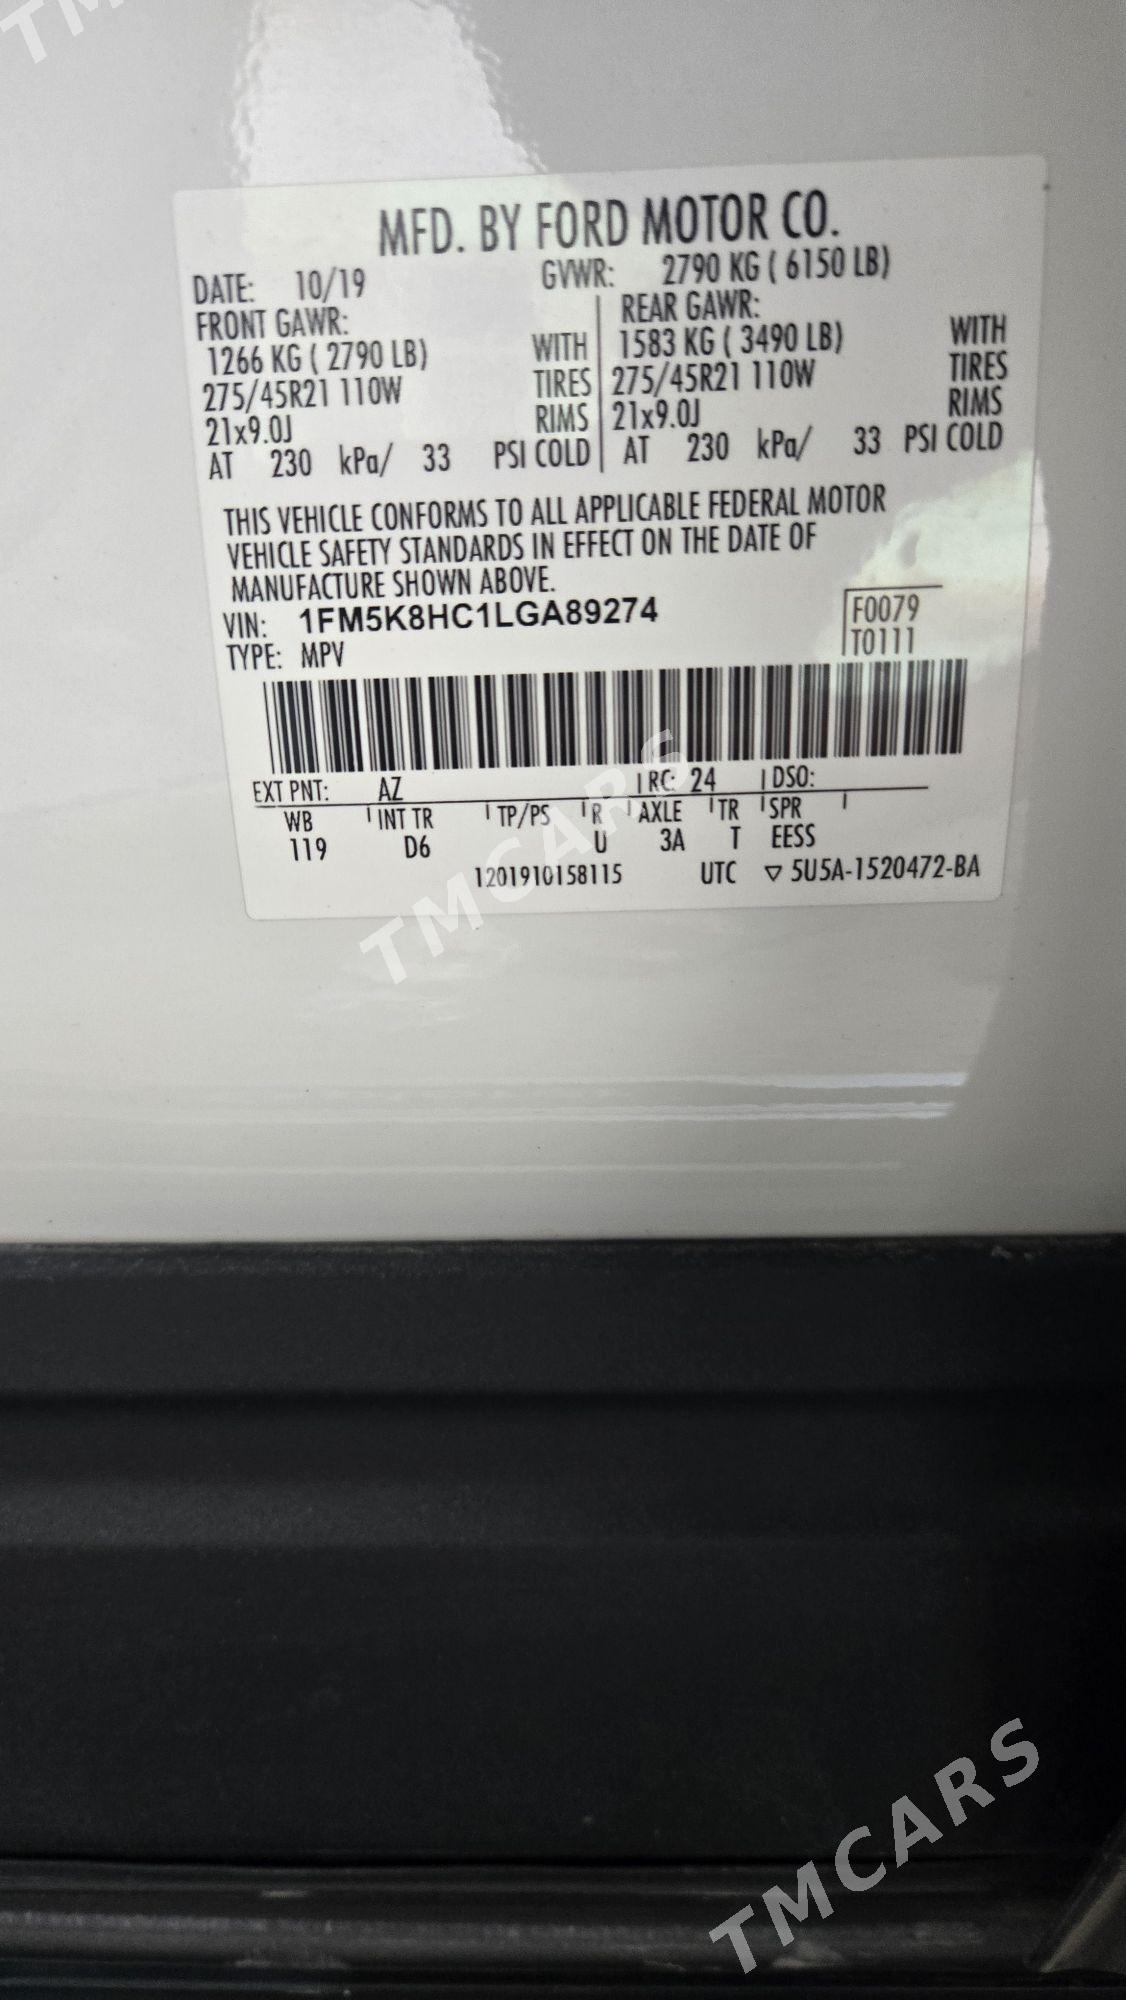 TM
MFD. BY FORD MOTOR CO.
DATE: 10/19 GVWR: 2790 KG ( 6150 LB)
FRONT GAWR: REAR GAWR:
1266 KG ( 2790 LB) WITH 1583 KG ( 3490 LB) WITH
275/45R21 110W TIRES 275/45R21 110W TIRES
21x9.0J RIMS 21x9.0J RIMS
AT 230 kPa/ 33 PSI COLD AT 230 kPa/ 33 PSI COLD
THIS VEHICLE CONFORMS TO ALL APPLICABLE FEDERAL MOTOR
VEHICLE SAFETY STANDARDS IN EFFECT ON THE DATE OF
MANUFACTURE SHOWN ABOVE.
VIN: 1FM5K8HC1LGA89274 F0079
TYPE: MPV T0111
EXT PNT: AZ RC: 24 DSO:
WB INT TR TP/PS R AXLE TR SPR
119 D6 U 3A T EESS
1201910158115 UTC ▽ 5U5A-1520472-BA
TMCARS
TMCARS